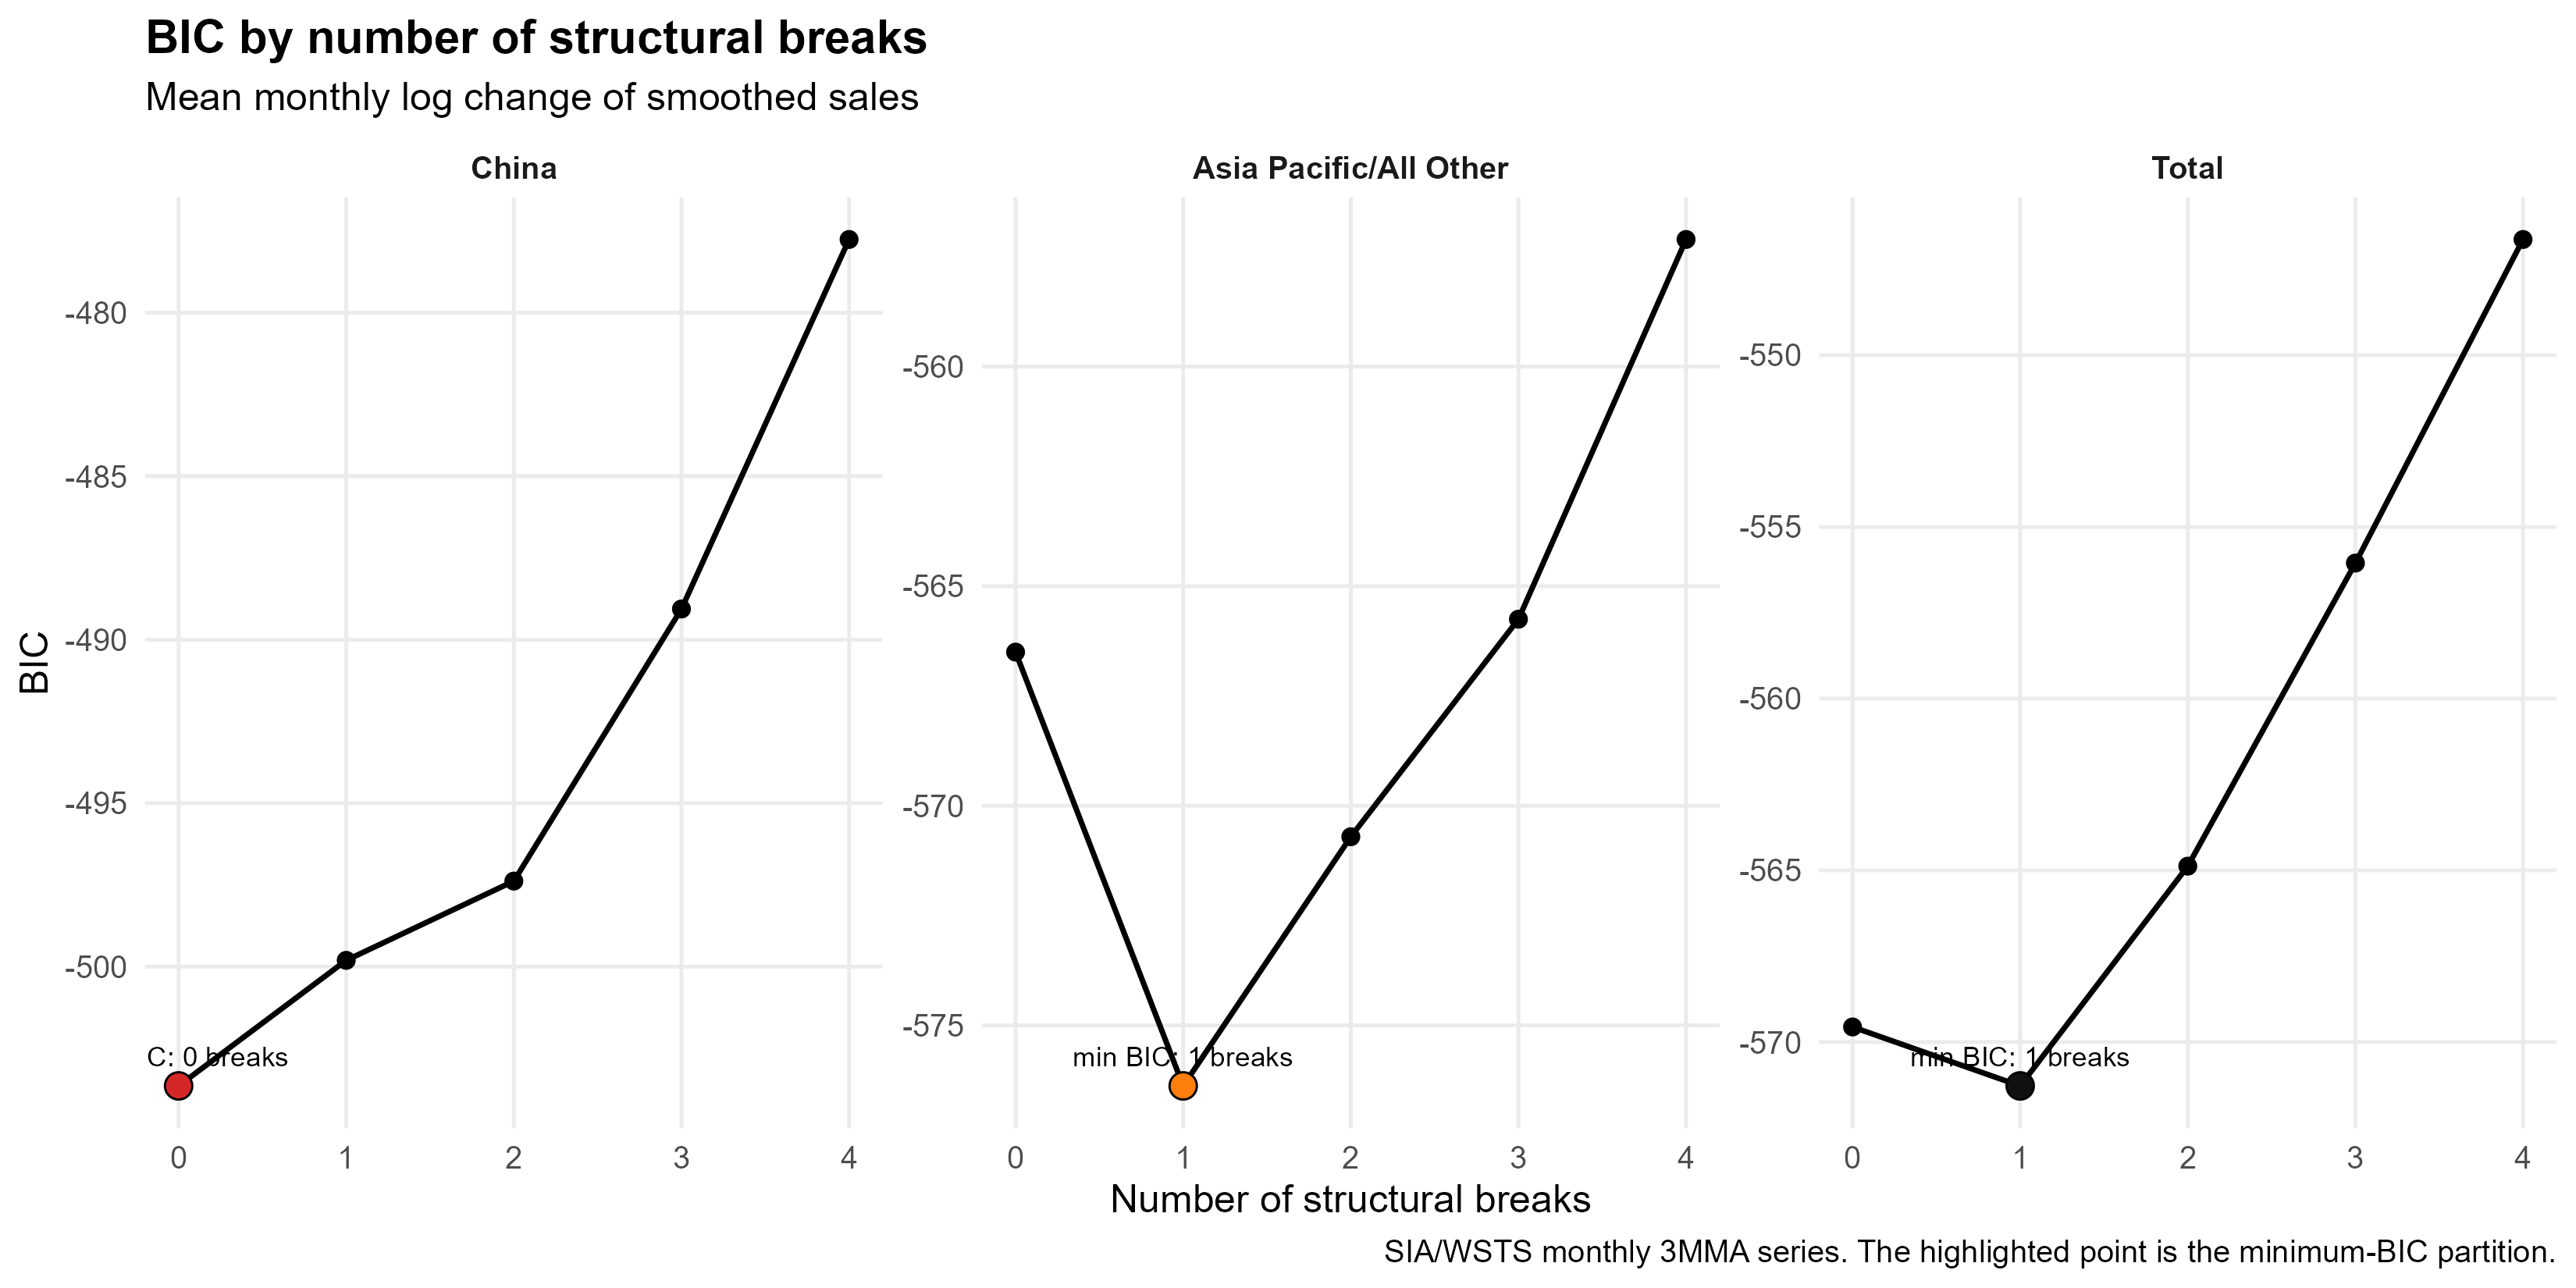 BIC by number of structural breaks
Mean monthly log change of smoothed sales
China
Asia Pacific/All Other
Total
BIC
-480
-485
-490
-495
-500
C: 0 breaks
0 1 2 3 4
-560
-565
-570
-575
min BIC: 1 breaks
0 1 2 3 4
-550
-555
-560
-565
-570
min BIC: 1 breaks
0 1 2 3 4
Number of structural breaks
SIA/WSTS monthly 3MMA series. The highlighted point is the minimum-BIC partition.